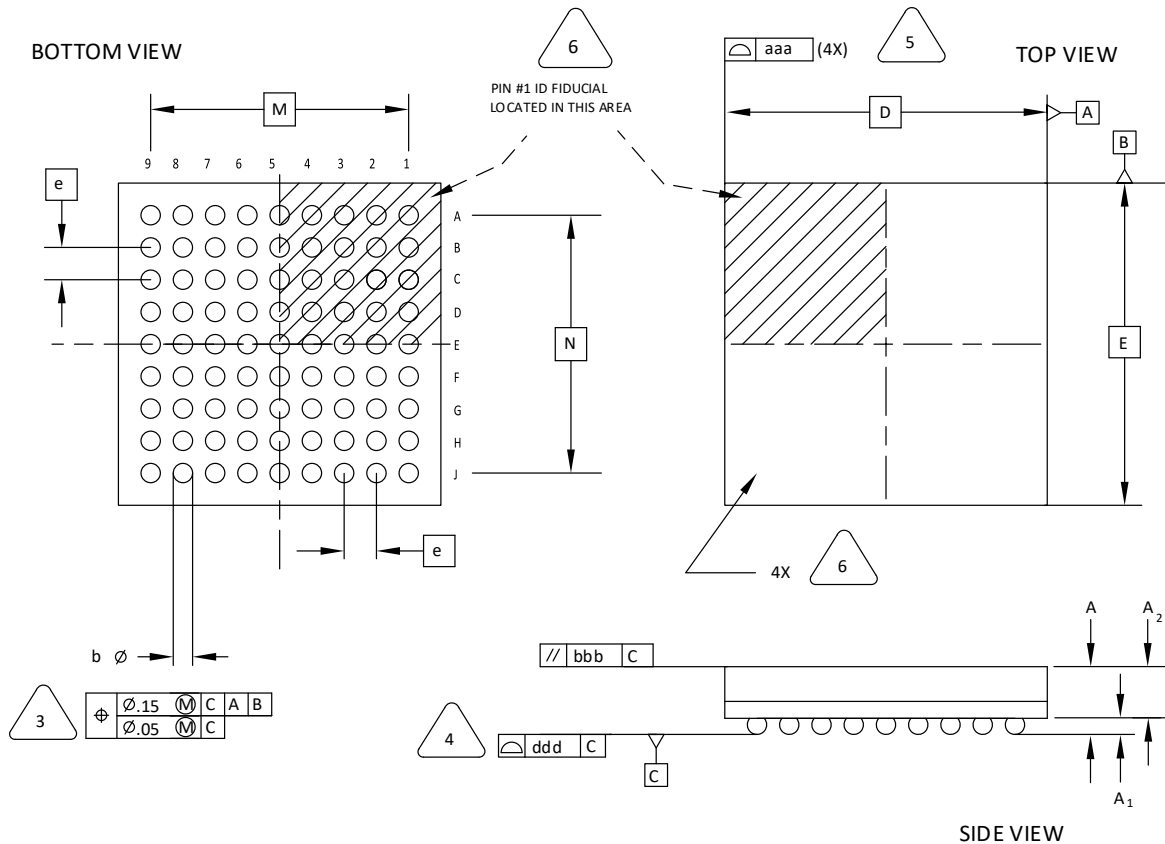 BOTTOM VIEW
6
PIN #1 ID FIDUCIAL
LOCATED IN THIS AREA
aaa (4X)
5
TOP VIEW
M
D
A
B
9 8 7 6 5 4 3 2 1
e
A
B
C
D
E
F
G
H
J
N
E
e
4X
6
b Ø
3
Ø.15 M C A B
Ø.05 M C
// bbb C
4
ddd C
C
A
A2
A1
SIDE VIEW